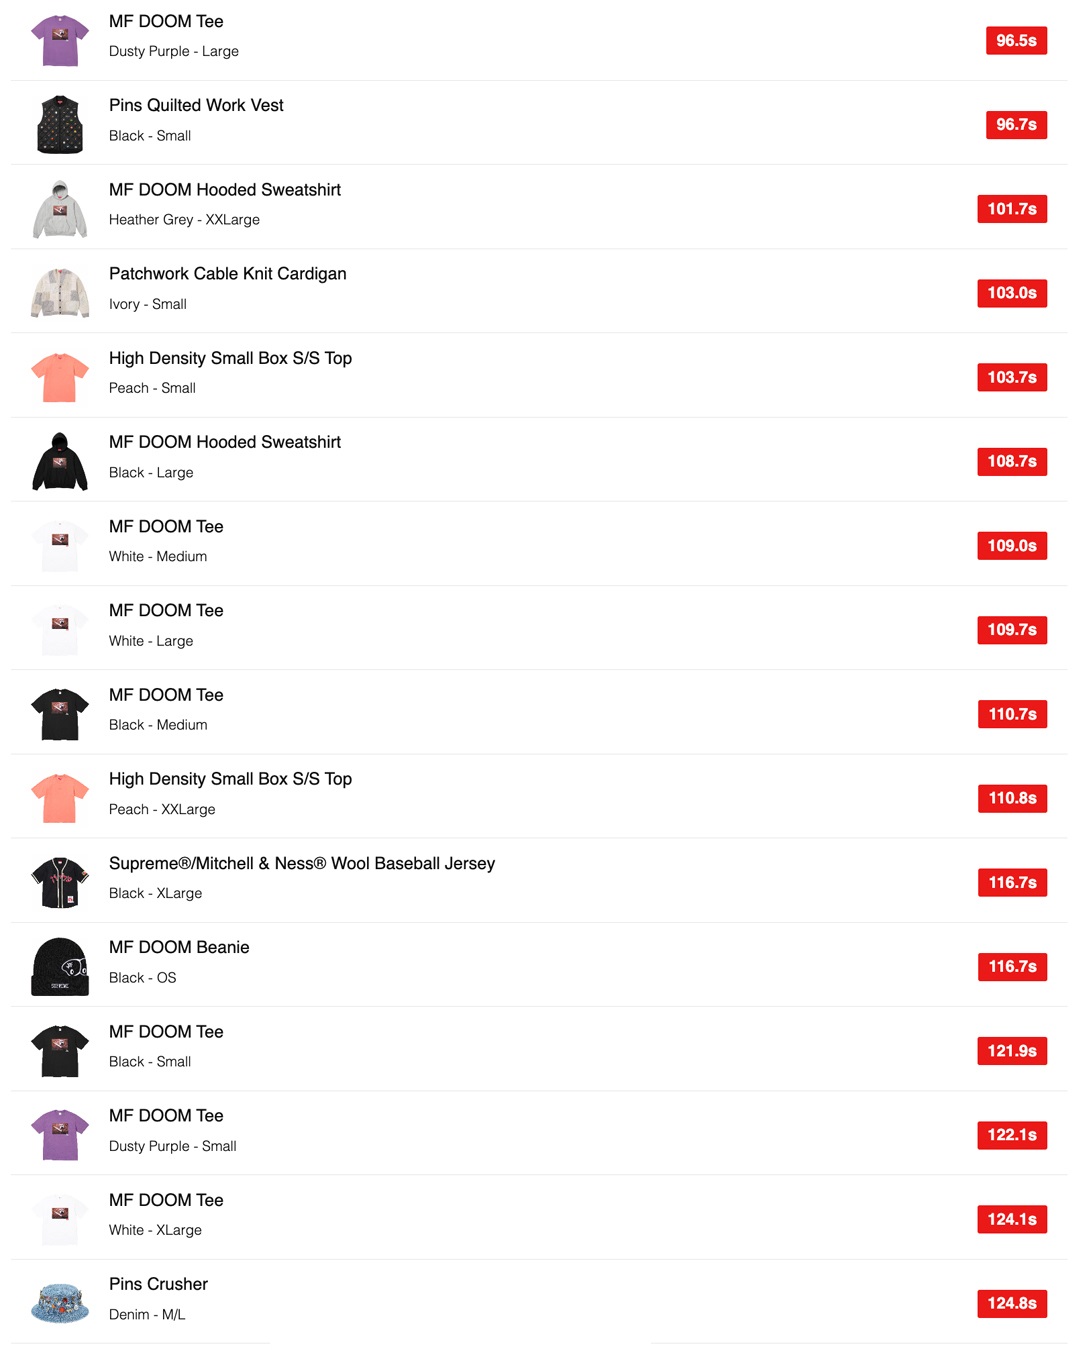 MF DOOM Tee
Dusty Purple - Large
96.5s
Pins Quilted Work Vest
Black - Small
96.7s
MF DOOM Hooded Sweatshirt
Heather Grey - XXLarge
101.7s
Patchwork Cable Knit Cardigan
Ivory - Small
103.0s
High Density Small Box S/S Top
Peach - Small
103.7s
MF DOOM Hooded Sweatshirt
Black - Large
108.7s
MF DOOM Tee
White - Medium
109.0s
MF DOOM Tee
White - Large
109.7s
MF DOOM Tee
Black - Medium
110.7s
High Density Small Box S/S Top
Peach - XXLarge
110.8s
Supreme®/Mitchell & Ness® Wool Baseball Jersey
Black - XLarge
116.7s
MF DOOM Beanie
Black - OS
116.7s
SUPREME
MF DOOM Tee
Black - Small
121.9s
MF DOOM Tee
Dusty Purple - Small
122.1s
MF DOOM Tee
White - XLarge
124.1s
Pins Crusher
Denim - M/L
124.8s